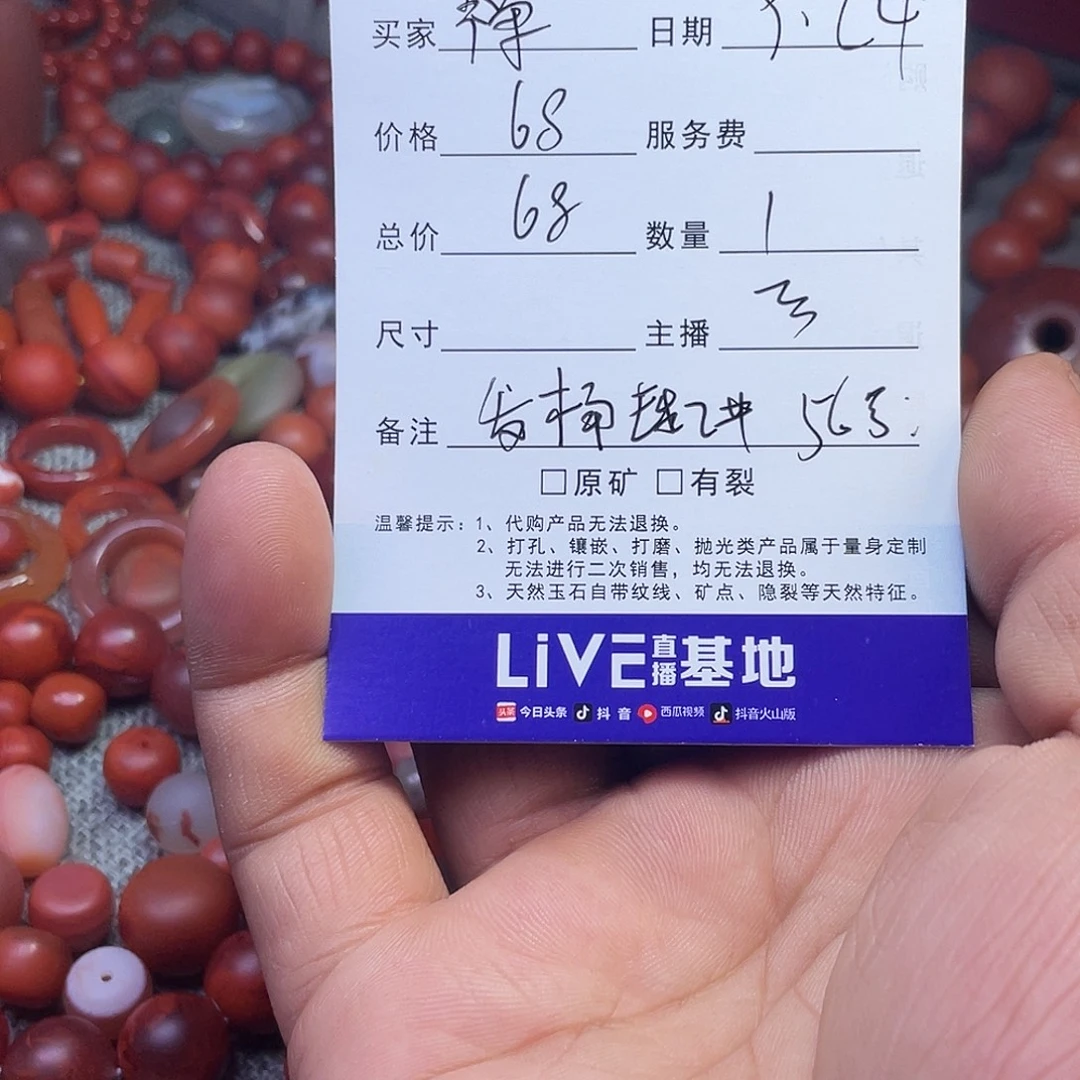 买家 禅 日期 .24
价格 68 服务费
总价 68 数量 1
尺寸 主播
备注
□原矿 □有裂
温馨提示：1、代购产品无法退换。
2、打孔、镶嵌、打磨、抛光类产品属于量身定制
无法进行二次销售，均无法退换。
3、天然玉石自带纹线、矿点、隐裂等天然特征。
LiVE直播基地
头条 今日头条 抖音 西瓜视频 抖音火山版